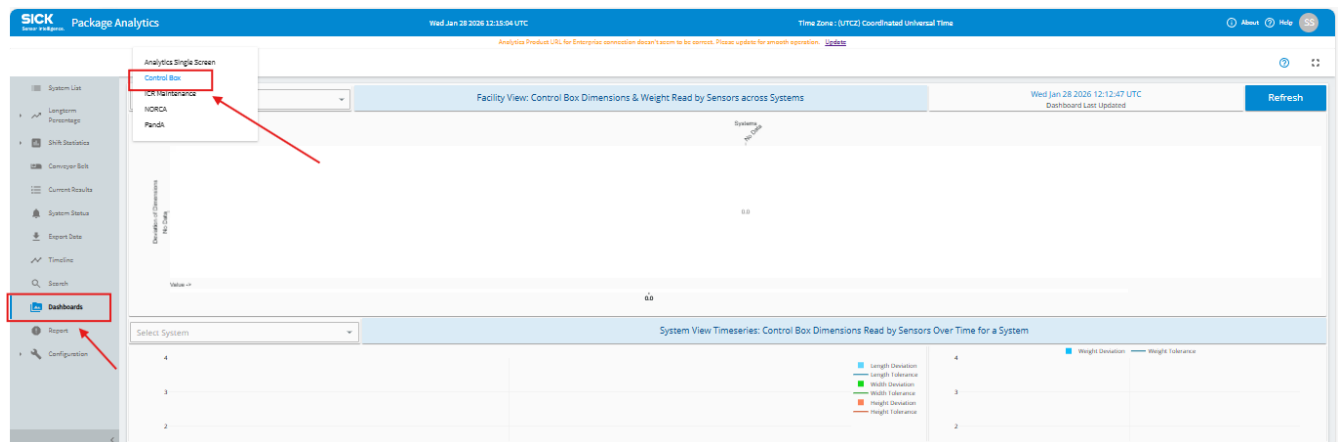 SICK
Sensor Intelligence.
Package Analytics
Wed Jan 28 2026 12:15:04 UTC
Time Zone : (UTCZ) Coordinated Universal Time
About
Help
SS
Analytics Product URL for Enterprise connection doesn't seem to be correct. Please update for smooth operation. Update
Analytics Single Screen
Control Box
ICR Maintenance
NORCA
PandA
System List
Longterm
Percentage
Shift Statistics
Conveyor Belt
Current Results
System Status
Export Data
Timeline
Search
Dashboards
Report
Configuration
Facility View: Control Box Dimensions & Weight Read by Sensors across Systems
Wed Jan 28 2026 12:12:47 UTC
Dashboard Last Updated
Refresh
Systems
No Data
Deviation of Dimensions
No Data
0.0
Value ->
0.0
Select System
System View Timeseries: Control Box Dimensions Read by Sensors Over Time for a System
4
3
2
Length Deviation
Length Tolerance
Width Deviation
Width Tolerance
Height Deviation
Height Tolerance
Weight Deviation
Weight Tolerance
4
3
2